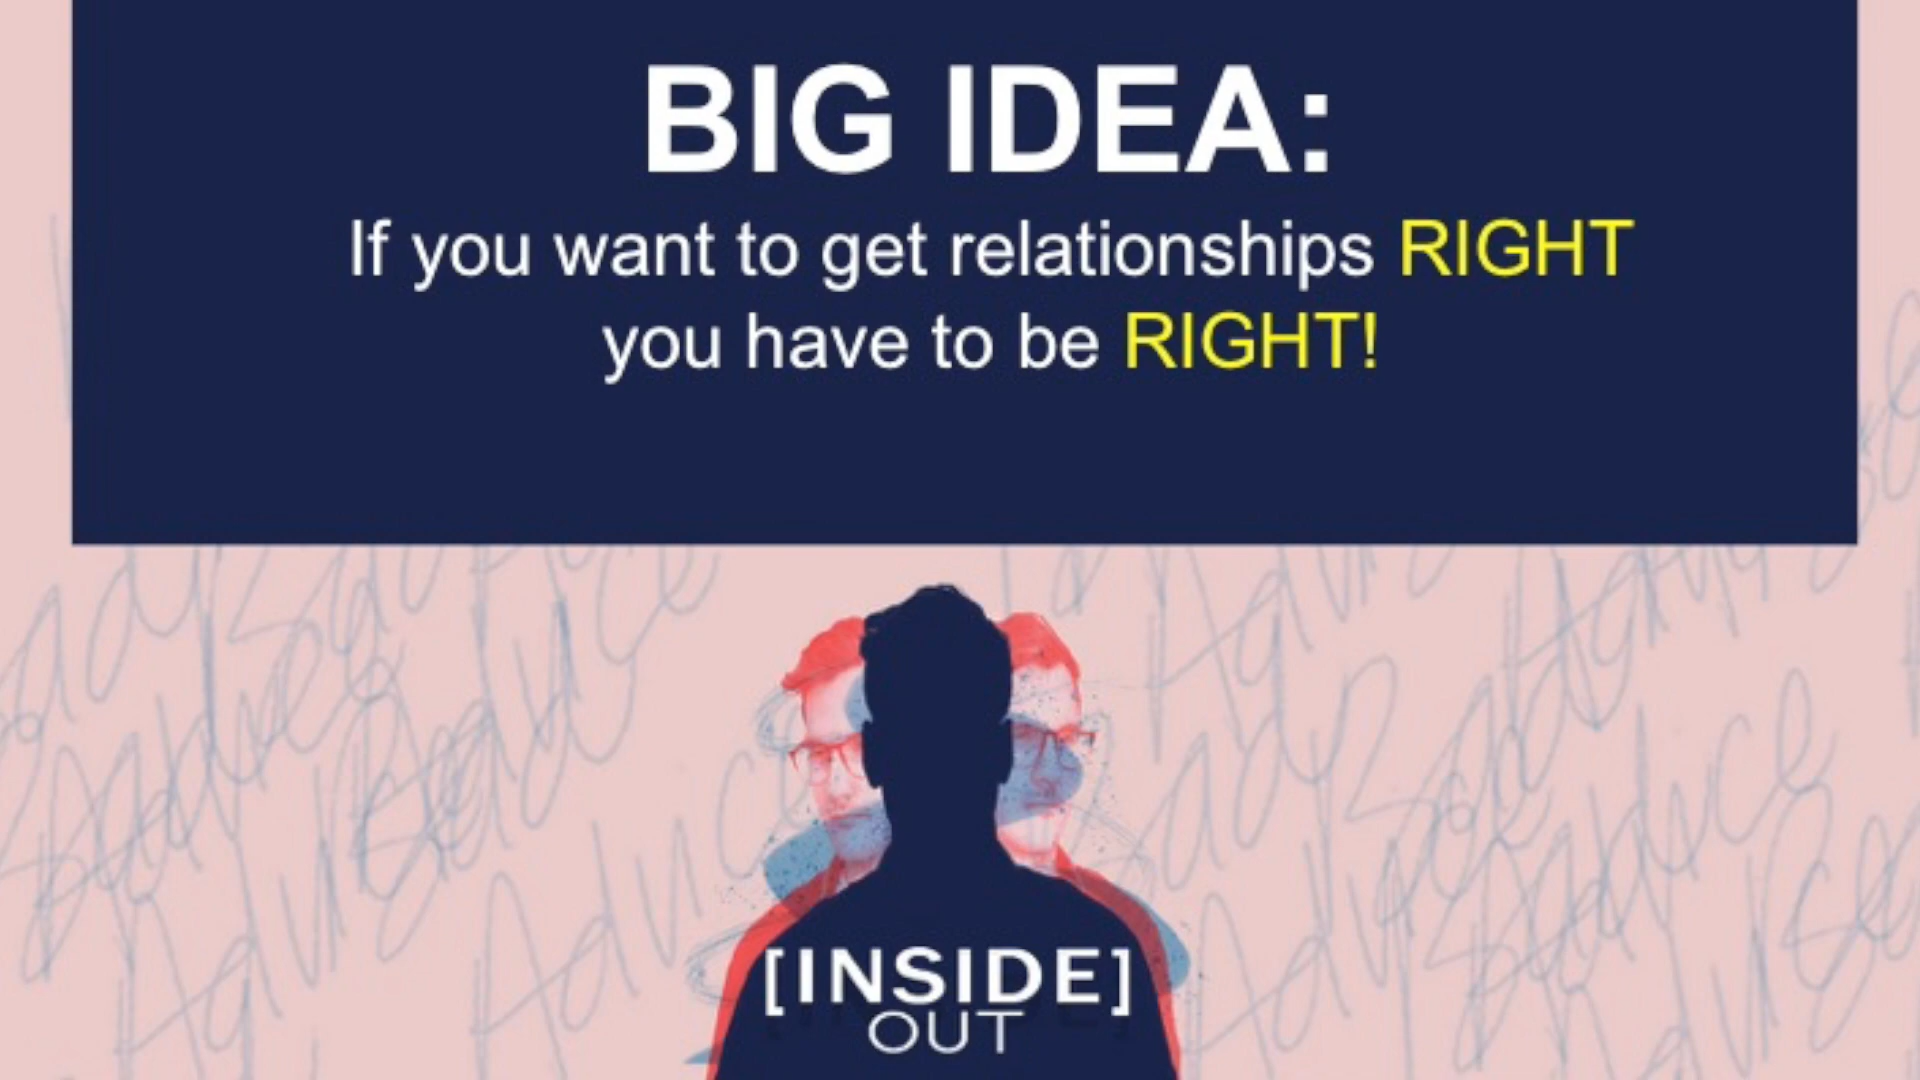 BIG IDEA:
If you want to get relationships RIGHT
you have to be RIGHT!
[INSIDE]
OUT